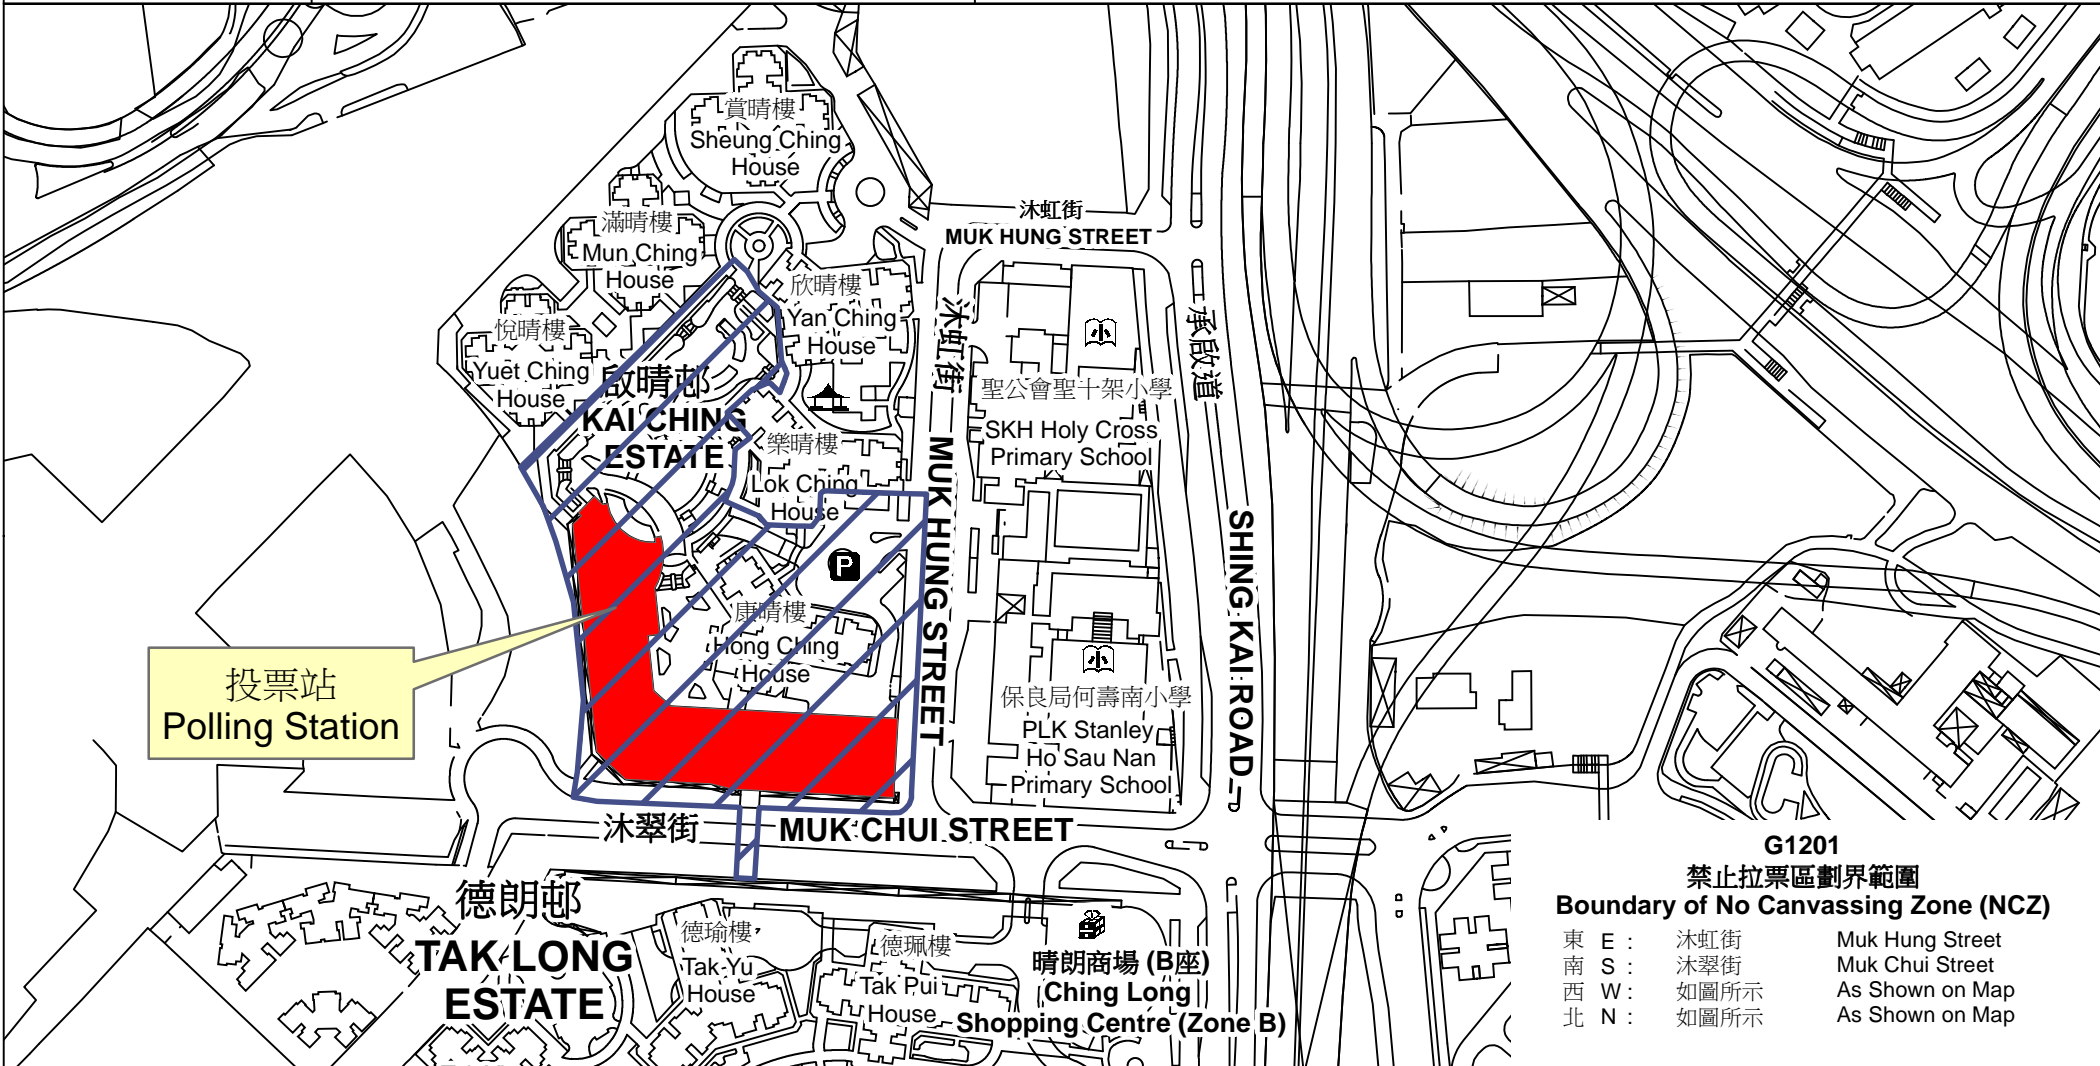 賞晴樓
Sheung Ching
House
滿晴樓
Mun Ching
House
沐虹街
MUK HUNG STREET
欣晴樓
Yan Ching
House
悅晴樓
Yuet Ching
House
啟晴邨
KAI CHING
ESTATE
沐虹街
MUK HUNG STREET
承啟道
SHING KAI ROAD
小
聖公會聖十架小學
SKH Holy Cross
Primary School
樂晴樓
Lok Ching
House
P
康晴樓
Hong Ching
House
小
保良局何壽南小學
PLK Stanley
Ho Sau Nan
Primary School
投票站
Polling Station
沐翠街
MUK CHUI STREET
德朗邨
TAK LONG
ESTATE
德瑜樓
Tak Yu
House
德珮樓
Tak Pui
House
晴朗商場 (B座)
Ching Long
Shopping Centre (Zone B)
G1201
禁止拉票區劃界範圍
Boundary of No Canvassing Zone (NCZ)
東 E : 沐虹街 Muk Hung Street
南 S : 沐翠街 Muk Chui Street
西 W : 如圖所示 As Shown on Map
北 N : 如圖所示 As Shown on Map